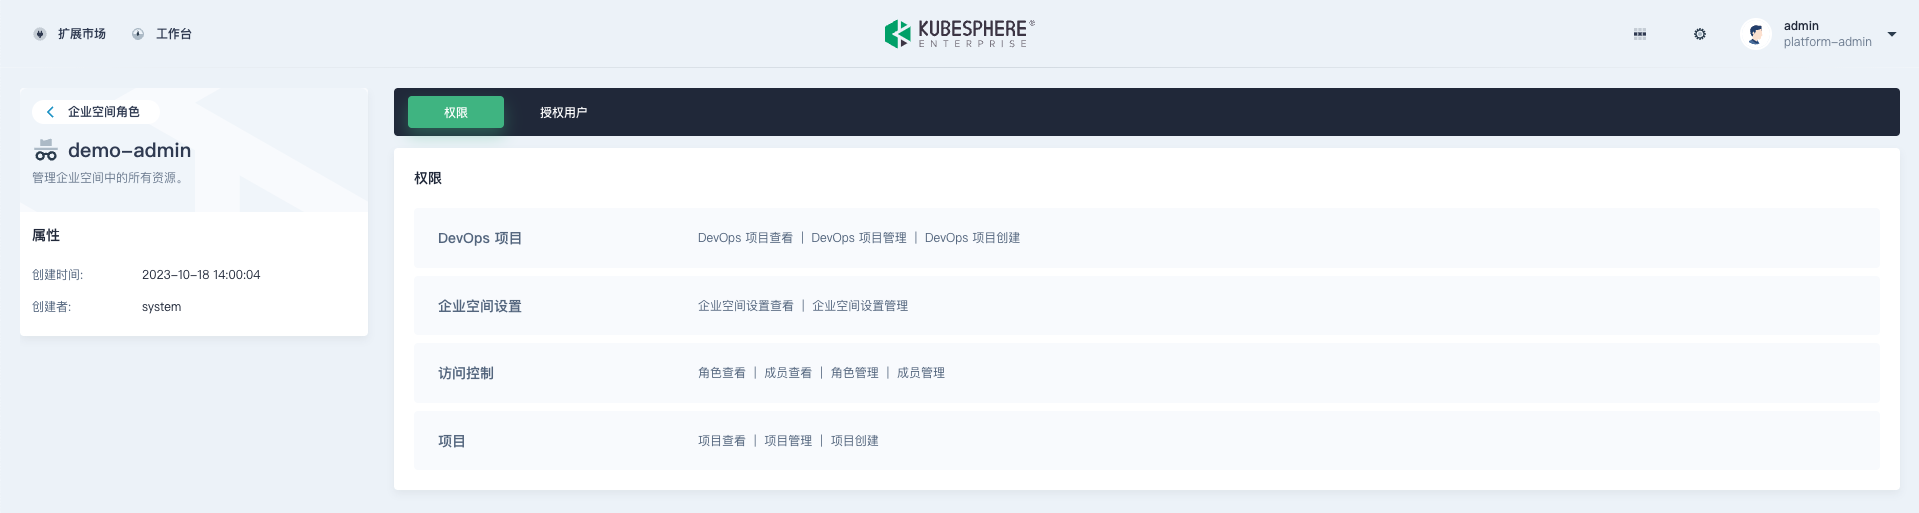 扩展市场
工作台
KUBESPHERE®
ENTERPRISE
admin
platform-admin
企业空间角色
demo-admin
管理企业空间中的所有资源。
属性
创建时间: 2023-10-18 14:00:04
创建者: system
权限
授权用户
权限
DevOps 项目 DevOps 项目查看 | DevOps 项目管理 | DevOps 项目创建
企业空间设置 企业空间设置查看 | 企业空间设置管理
访问控制 角色查看 | 成员查看 | 角色管理 | 成员管理
项目 项目查看 | 项目管理 | 项目创建